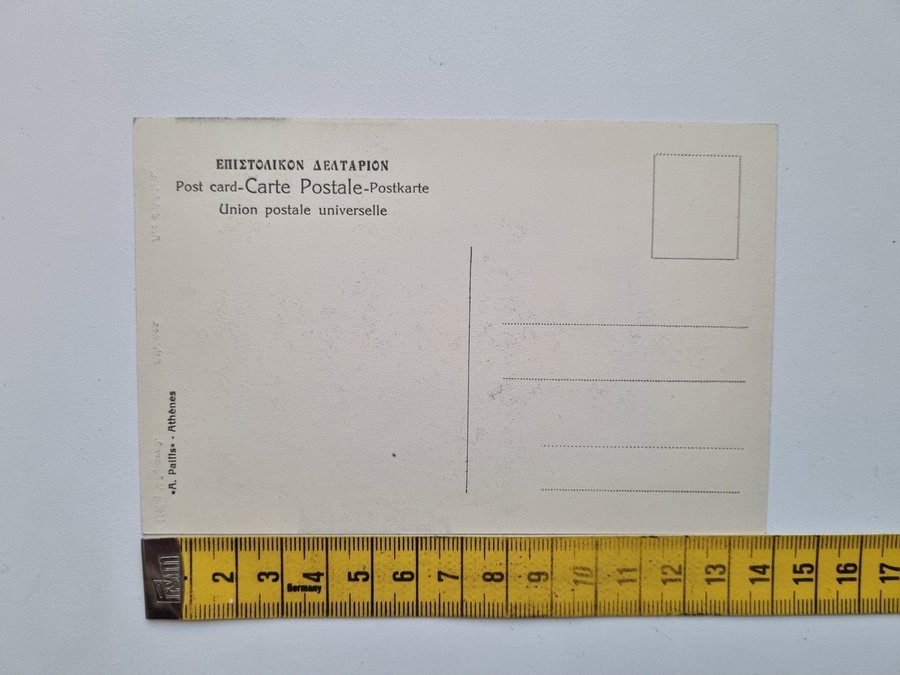 ΕΠΙΣΤΟΛΙΚΟΝ ΔΕΛΤΑΡΙΟΝ
Post card-Carte Postale-Postkarte
Union postale universelle
«A. Pallis» - Athènes
2 3 4 5 6 7 8 9 10 11 12 13 14 15 16 17
Germany